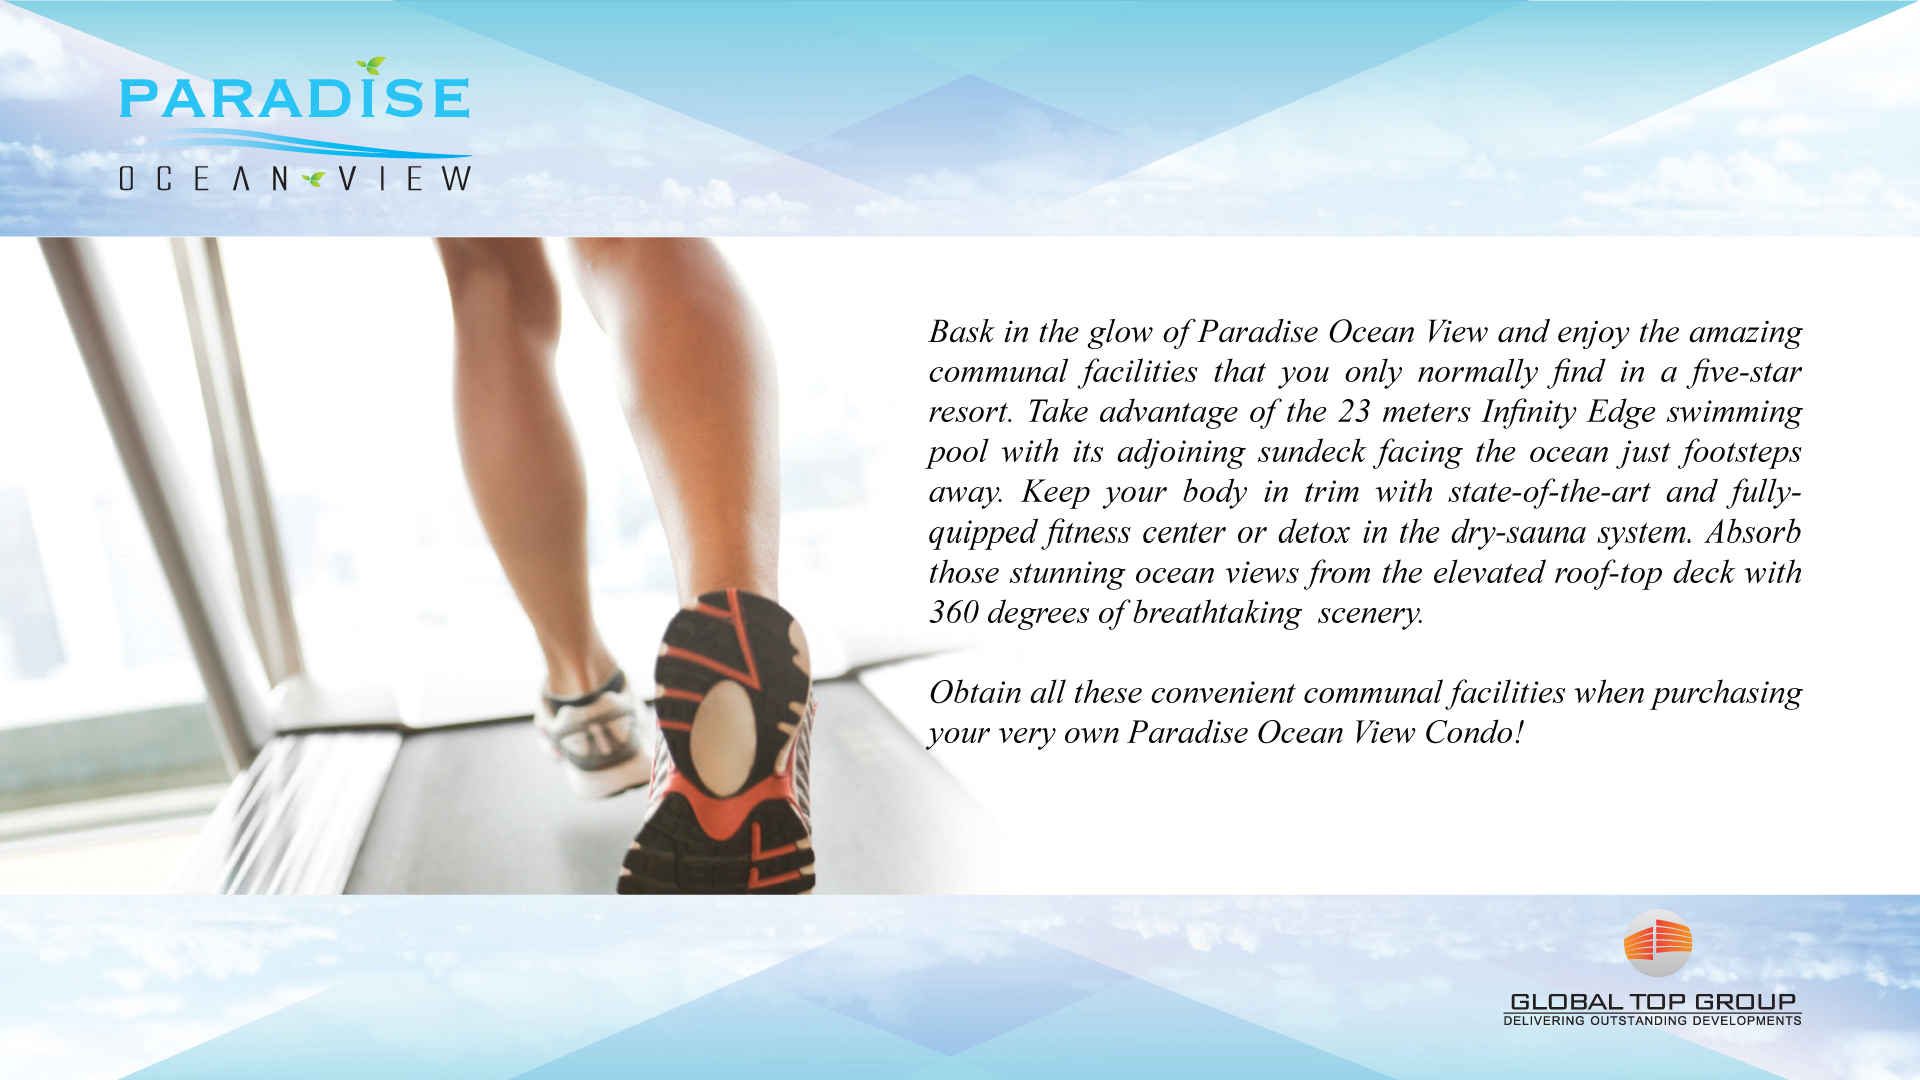 PARADISE
OCEAN VIEW
Bask in the glow of Paradise Ocean View and enjoy the amazing
communal facilities that you only normally find in a five-star
resort. Take advantage of the 23 meters Infinity Edge swimming
pool with its adjoining sundeck facing the ocean just footsteps
away. Keep your body in trim with state-of-the-art and fully-
quipped fitness center or detox in the dry-sauna system. Absorb
those stunning ocean views from the elevated roof-top deck with
360 degrees of breathtaking  scenery.
Obtain all these convenient communal facilities when purchasing
your very own Paradise Ocean View Condo!
GLOBAL TOP GROUP
DELIVERING OUTSTANDING DEVELOPMENTS